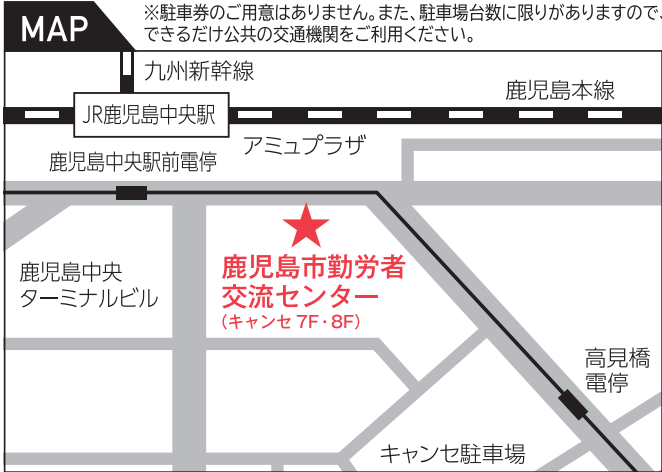 MAP
※駐車券のご用意はありません。また、駐車場台数に限りがありますので、
できるだけ公共の交通機関をご利用ください。
九州新幹線
鹿児島本線
JR鹿児島中央駅
アミュプラザ
鹿児島中央駅前電停
鹿児島市勤労者
交流センター
(キャンセ 7F・8F)
鹿児島中央
ターミナルビル
高見橋
電停
キャンセ駐車場